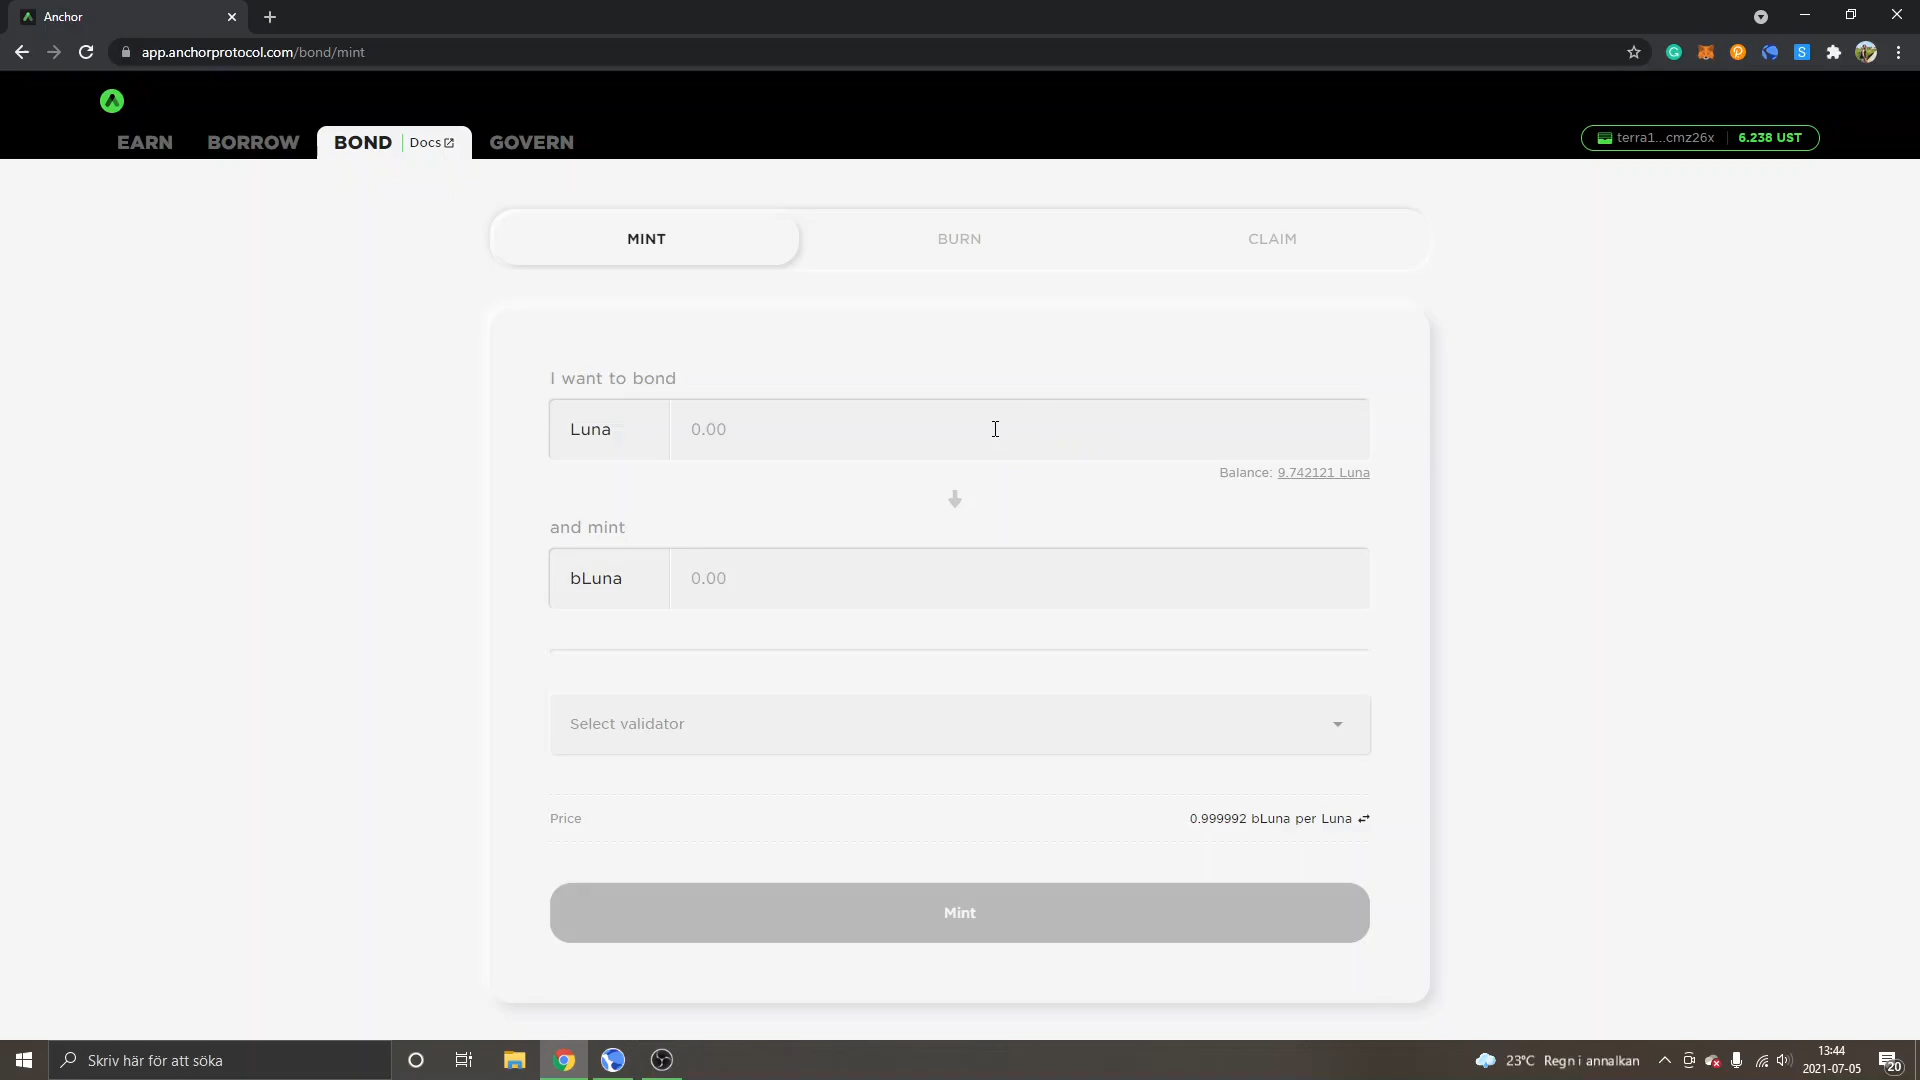 Anchor
app.anchorprotocol.com/bond/mint
EARN
BORROW
BOND
Docs
GOVERN
terra1...cmz26x
6.238 UST
MINT
BURN
CLAIM
I want to bond
Luna
0.00
Balance: 9.742121 Luna
and mint
bLuna
0.00
Select validator
Price
0.999992 bLuna per Luna
Mint
Skriv här för att söka
23°C Regn i annalkan
13:44
2021-07-05
20